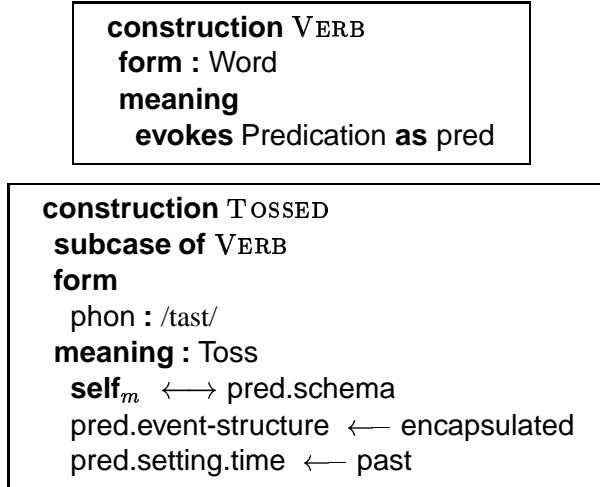 construction VERB
form : Word
meaning
evokes Predication as pred
construction TOSSED
subcase of VERB
form
phon : /tast/
meaning : Toss
selfₘ ⟷ pred.schema
pred.event-structure ⟵ encapsulated
pred.setting.time ⟵ past